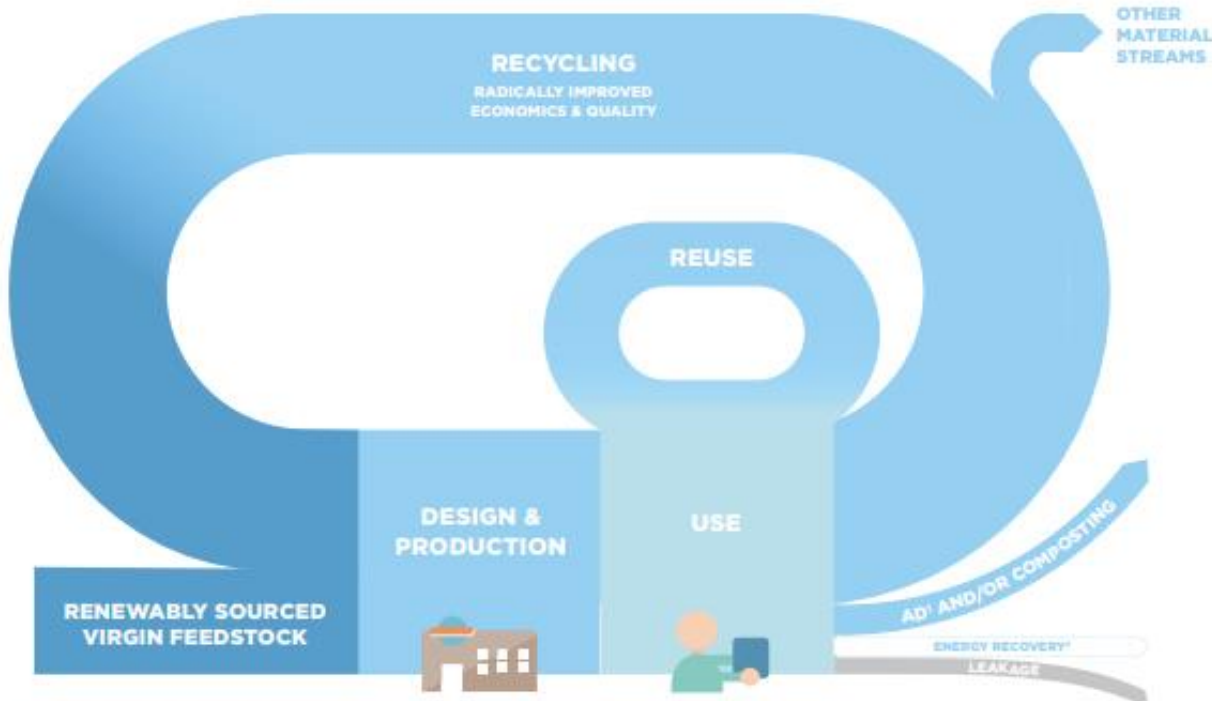 OTHER
MATERIAL
STREAMS
RECYCLING
RADICALLY IMPROVED
ECONOMICS & QUALITY
REUSE
DESIGN &
PRODUCTION
USE
RENEWABLY SOURCED
VIRGIN FEEDSTOCK
AD¹ AND/OR COMPOSTING
ENERGY RECOVERY²
LEAKAGE